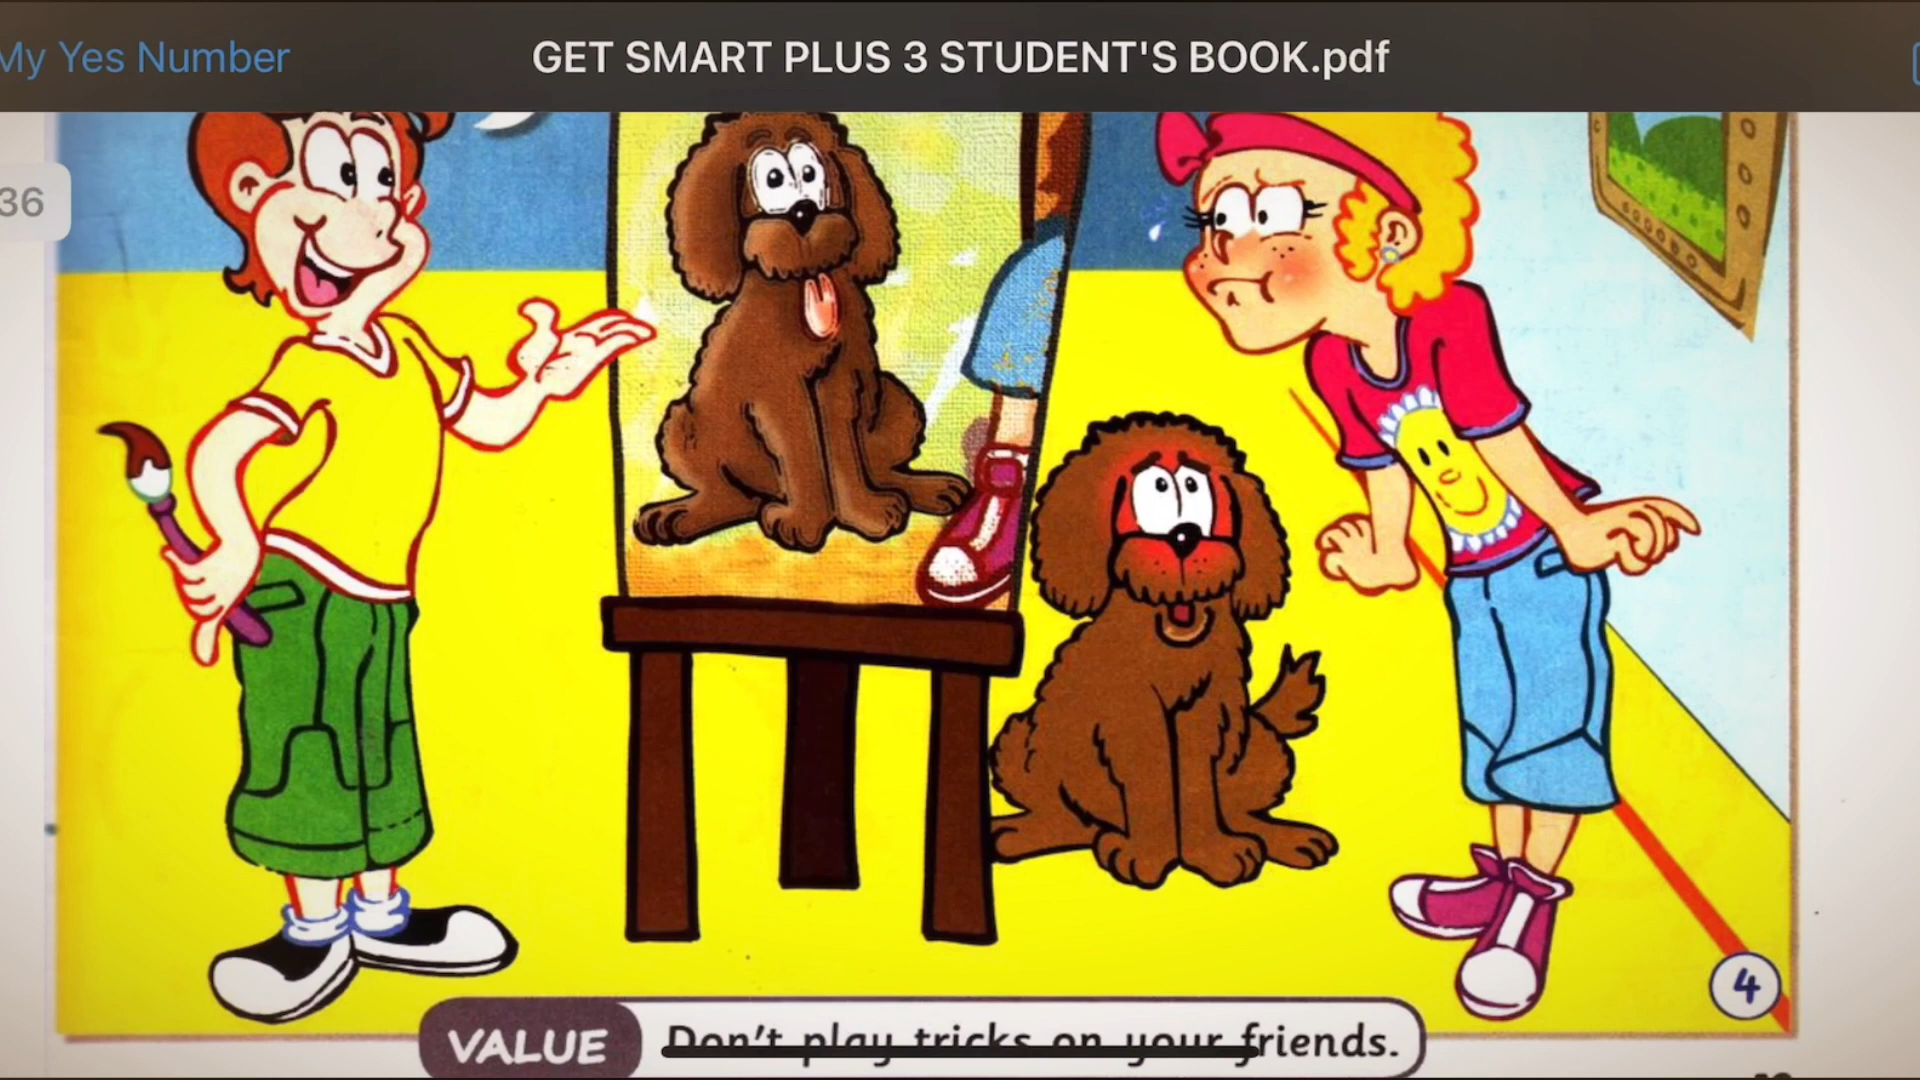 My Yes Number
GET SMART PLUS 3 STUDENT'S BOOK.pdf
36
4
VALUE Don't play tricks on your friends.